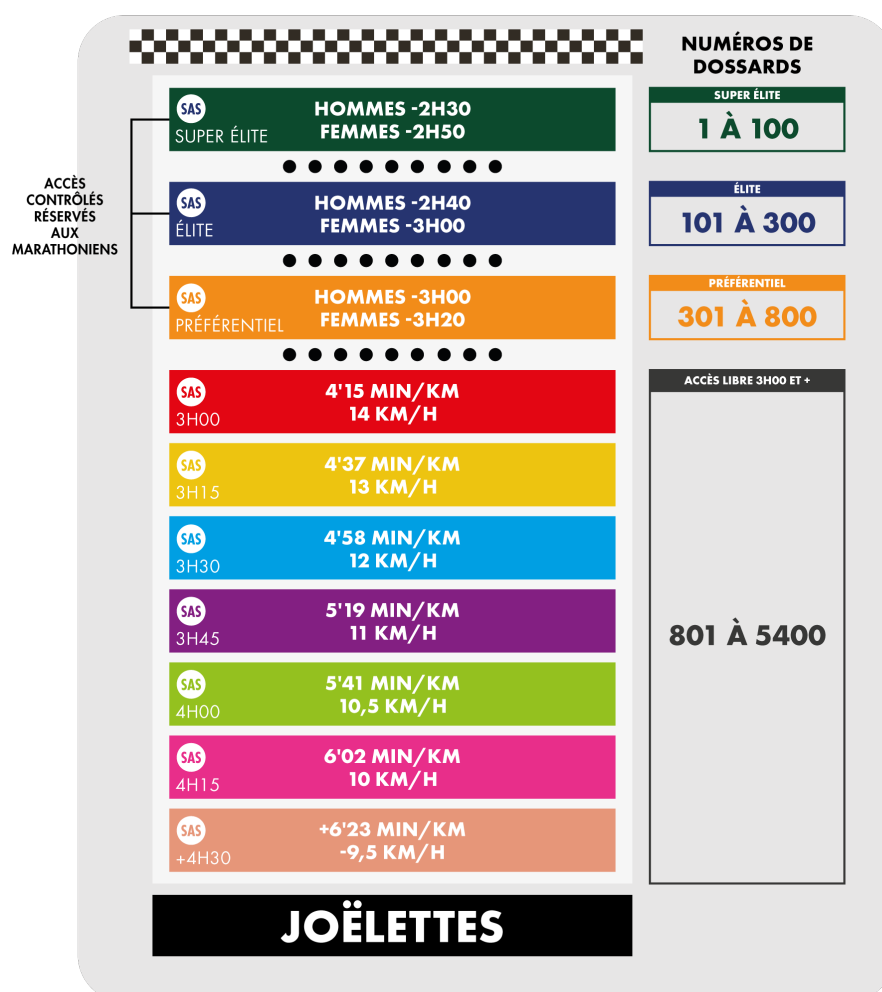 NUMÉROS DE
DOSSARDS
ACCÈS
CONTRÔLÉS
RÉSERVÉS
AUX
MARATHONIENS
SAS
SUPER ÉLITE
HOMMES -2H30
FEMMES -2H50
SUPER ÉLITE
1 À 100
SAS
ÉLITE
HOMMES -2H40
FEMMES -3H00
ÉLITE
101 À 300
SAS
PRÉFÉRENTIEL
HOMMES -3H00
FEMMES -3H20
PRÉFÉRENTIEL
301 À 800
SAS
3H00
4'15 MIN/KM
14 KM/H
SAS
3H15
4'37 MIN/KM
13 KM/H
SAS
3H30
4'58 MIN/KM
12 KM/H
SAS
3H45
5'19 MIN/KM
11 KM/H
SAS
4H00
5'41 MIN/KM
10,5 KM/H
SAS
4H15
6'02 MIN/KM
10 KM/H
SAS
+4H30
+6'23 MIN/KM
-9,5 KM/H
ACCÈS LIBRE 3H00 ET +
801 À 5400
JOËLETTES